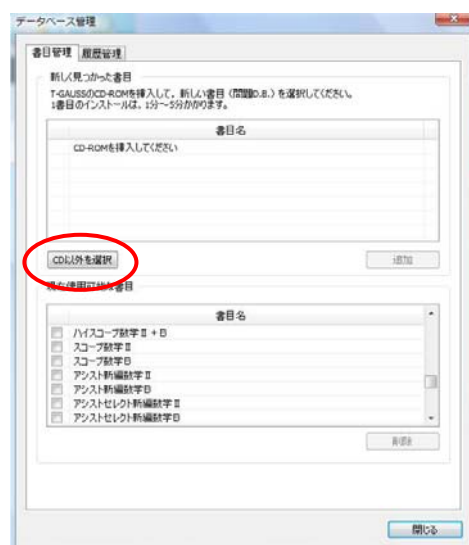 データベース管理
書目管理 履歴管理
新しく見つかった書目
T-GAUSSのCD-ROMを挿入して、新しい書目（問題D.B.）を選択してください。
1書目のインストールは、1分～5分かかります。
書目名
CD-ROMを挿入してください
CD以外を選択
追加
現在使用可能な書目
書目名
ハイスコープ数学Ⅱ+B
スコープ数学Ⅱ
スコープ数学B
アシスト新編数学Ⅱ
アシスト新編数学B
アシストセレクト新編数学Ⅱ
アシストセレクト新編数学B
削除
閉じる